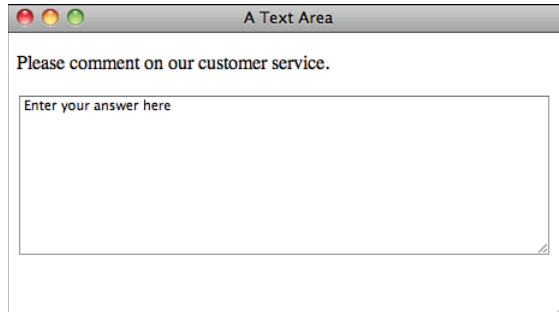 A Text Area
Please comment on our customer service.
Enter your answer here